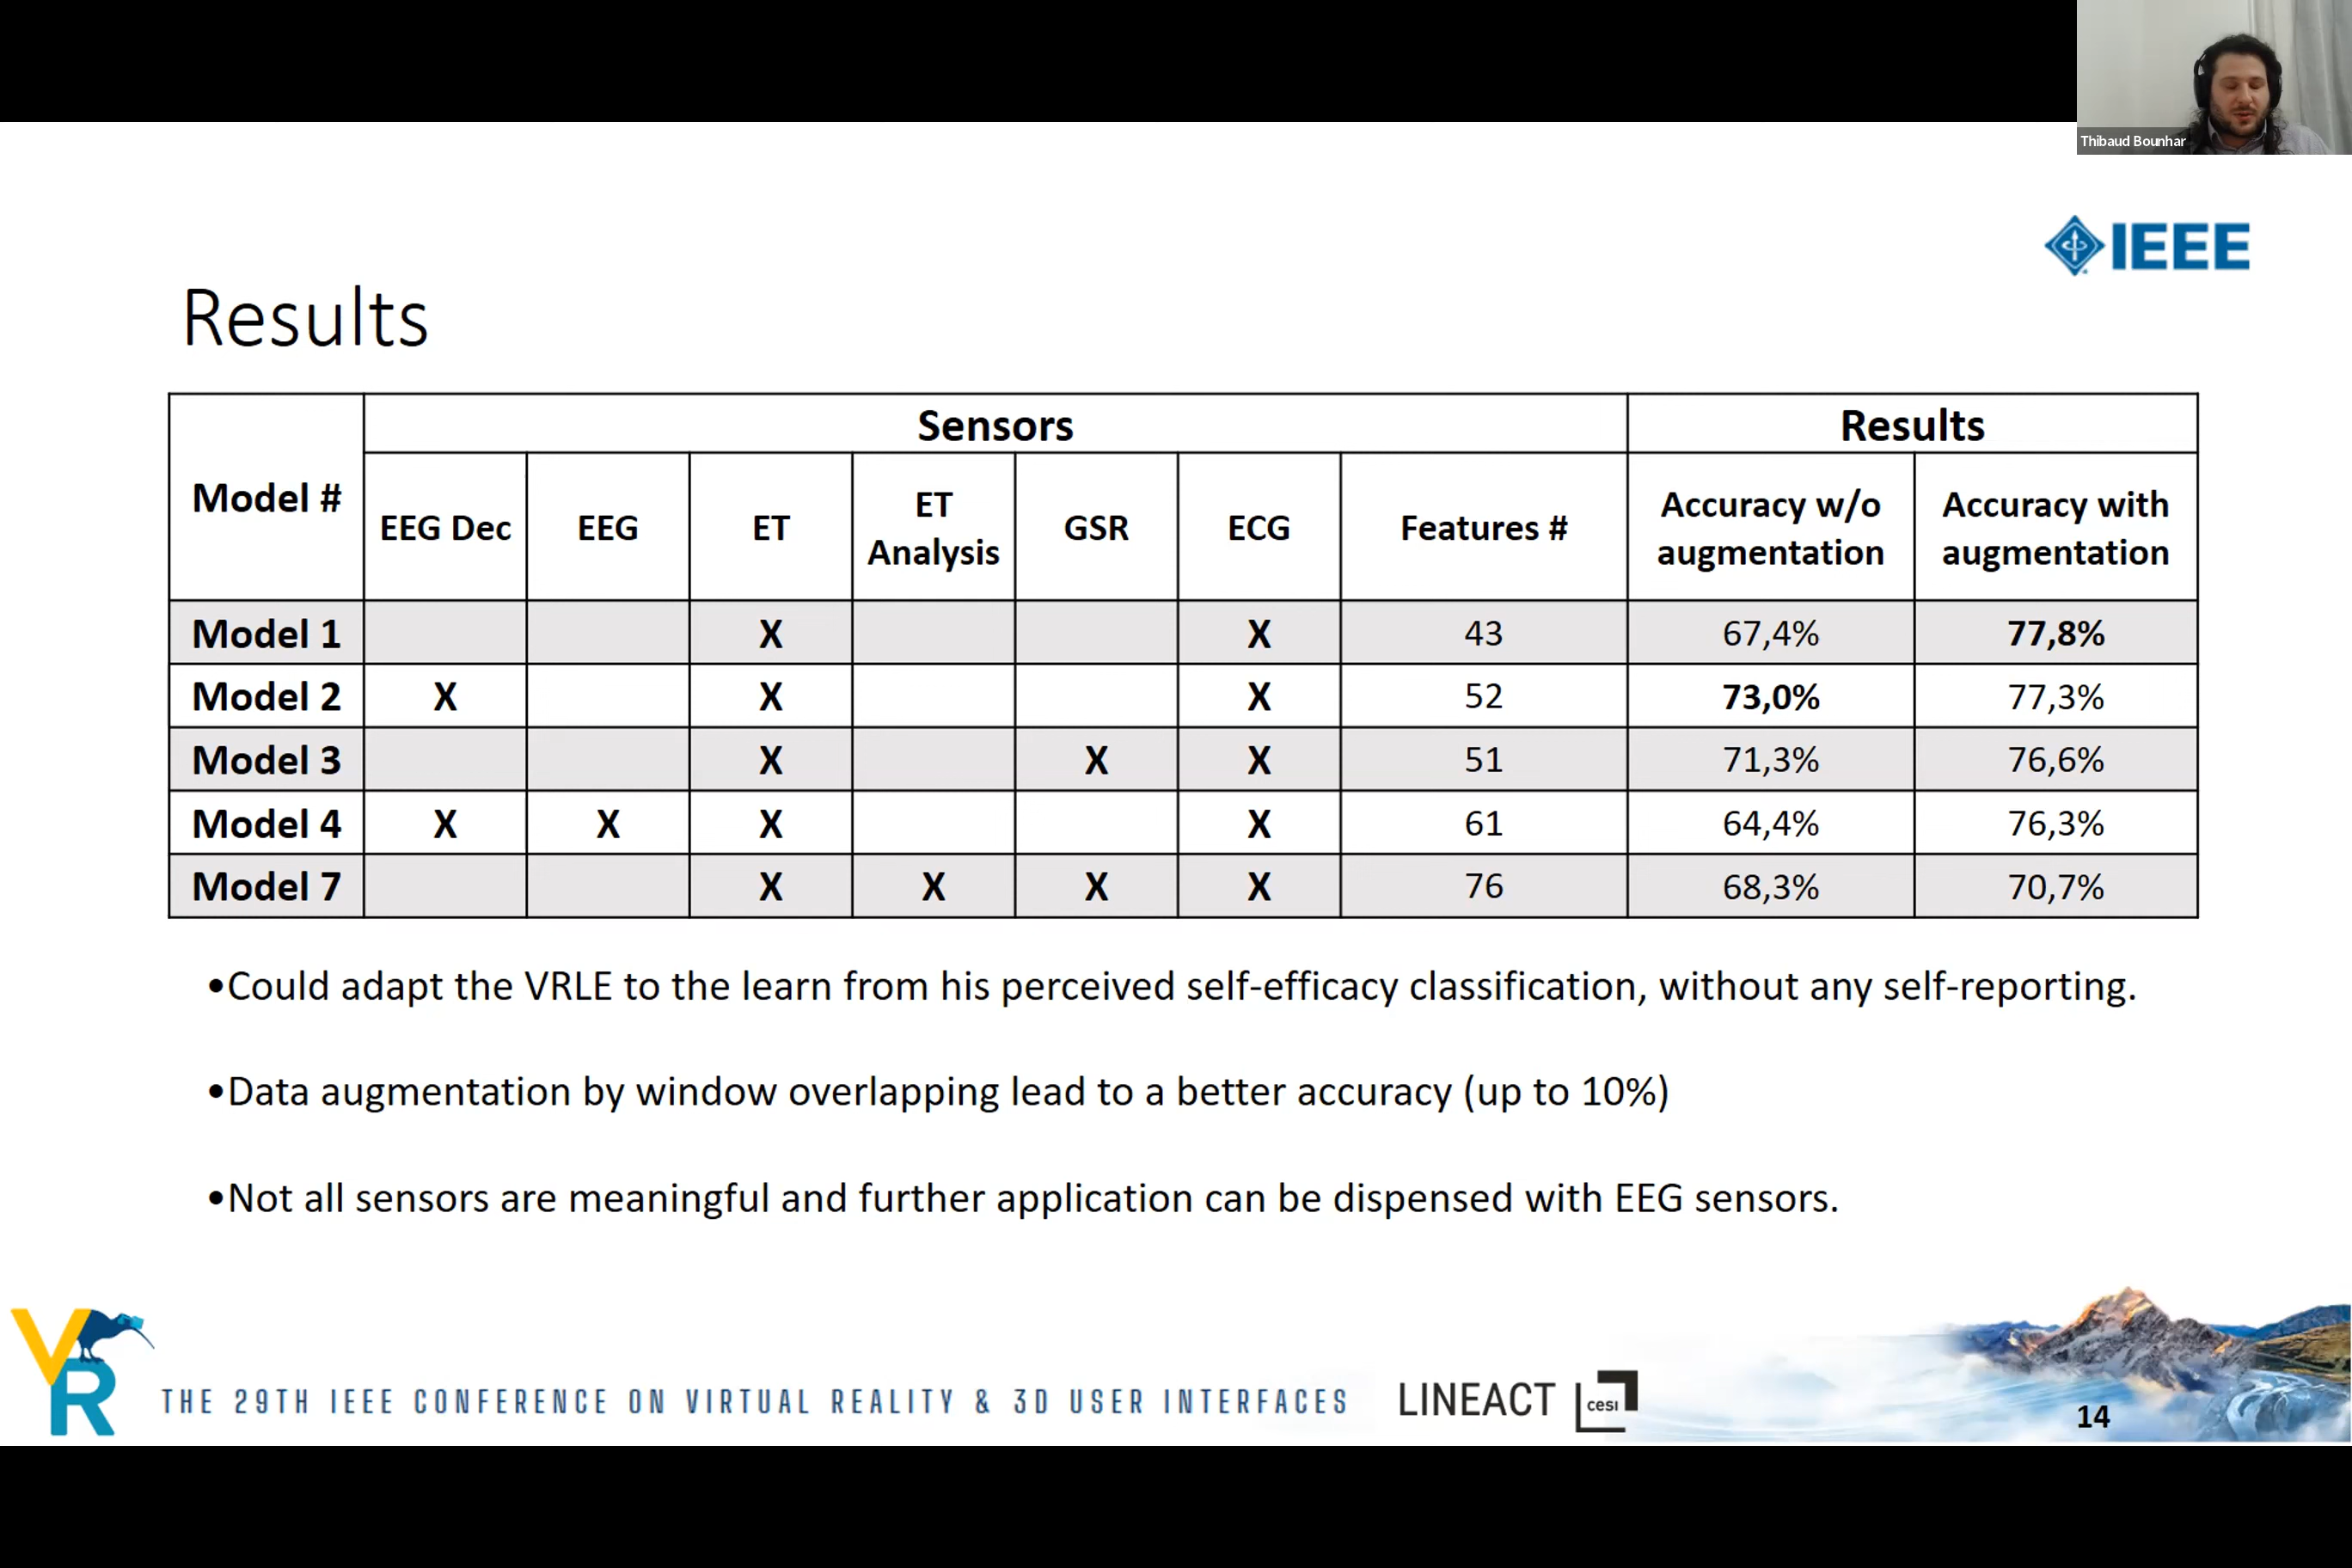 Thibaud Bounhar
IEEE
Results
Model #
Sensors
Results
EEG Dec
EEG
ET
ET Analysis
GSR
ECG
Features #
Accuracy w/o augmentation
Accuracy with augmentation
Model 1 X X 43 67,4% 77,8%
Model 2 X X X 52 73,0% 77,3%
Model 3 X X X 51 71,3% 76,6%
Model 4 X X X X 61 64,4% 76,3%
Model 7 X X X X 76 68,3% 70,7%
•Could adapt the VRLE to the learn from his perceived self-efficacy classification, without any self-reporting.
•Data augmentation by window overlapping lead to a better accuracy (up to 10%)
•Not all sensors are meaningful and further application can be dispensed with EEG sensors.
VR
THE 29TH IEEE CONFERENCE ON VIRTUAL REALITY & 3D USER INTERFACES
LINEACT
cesi
14